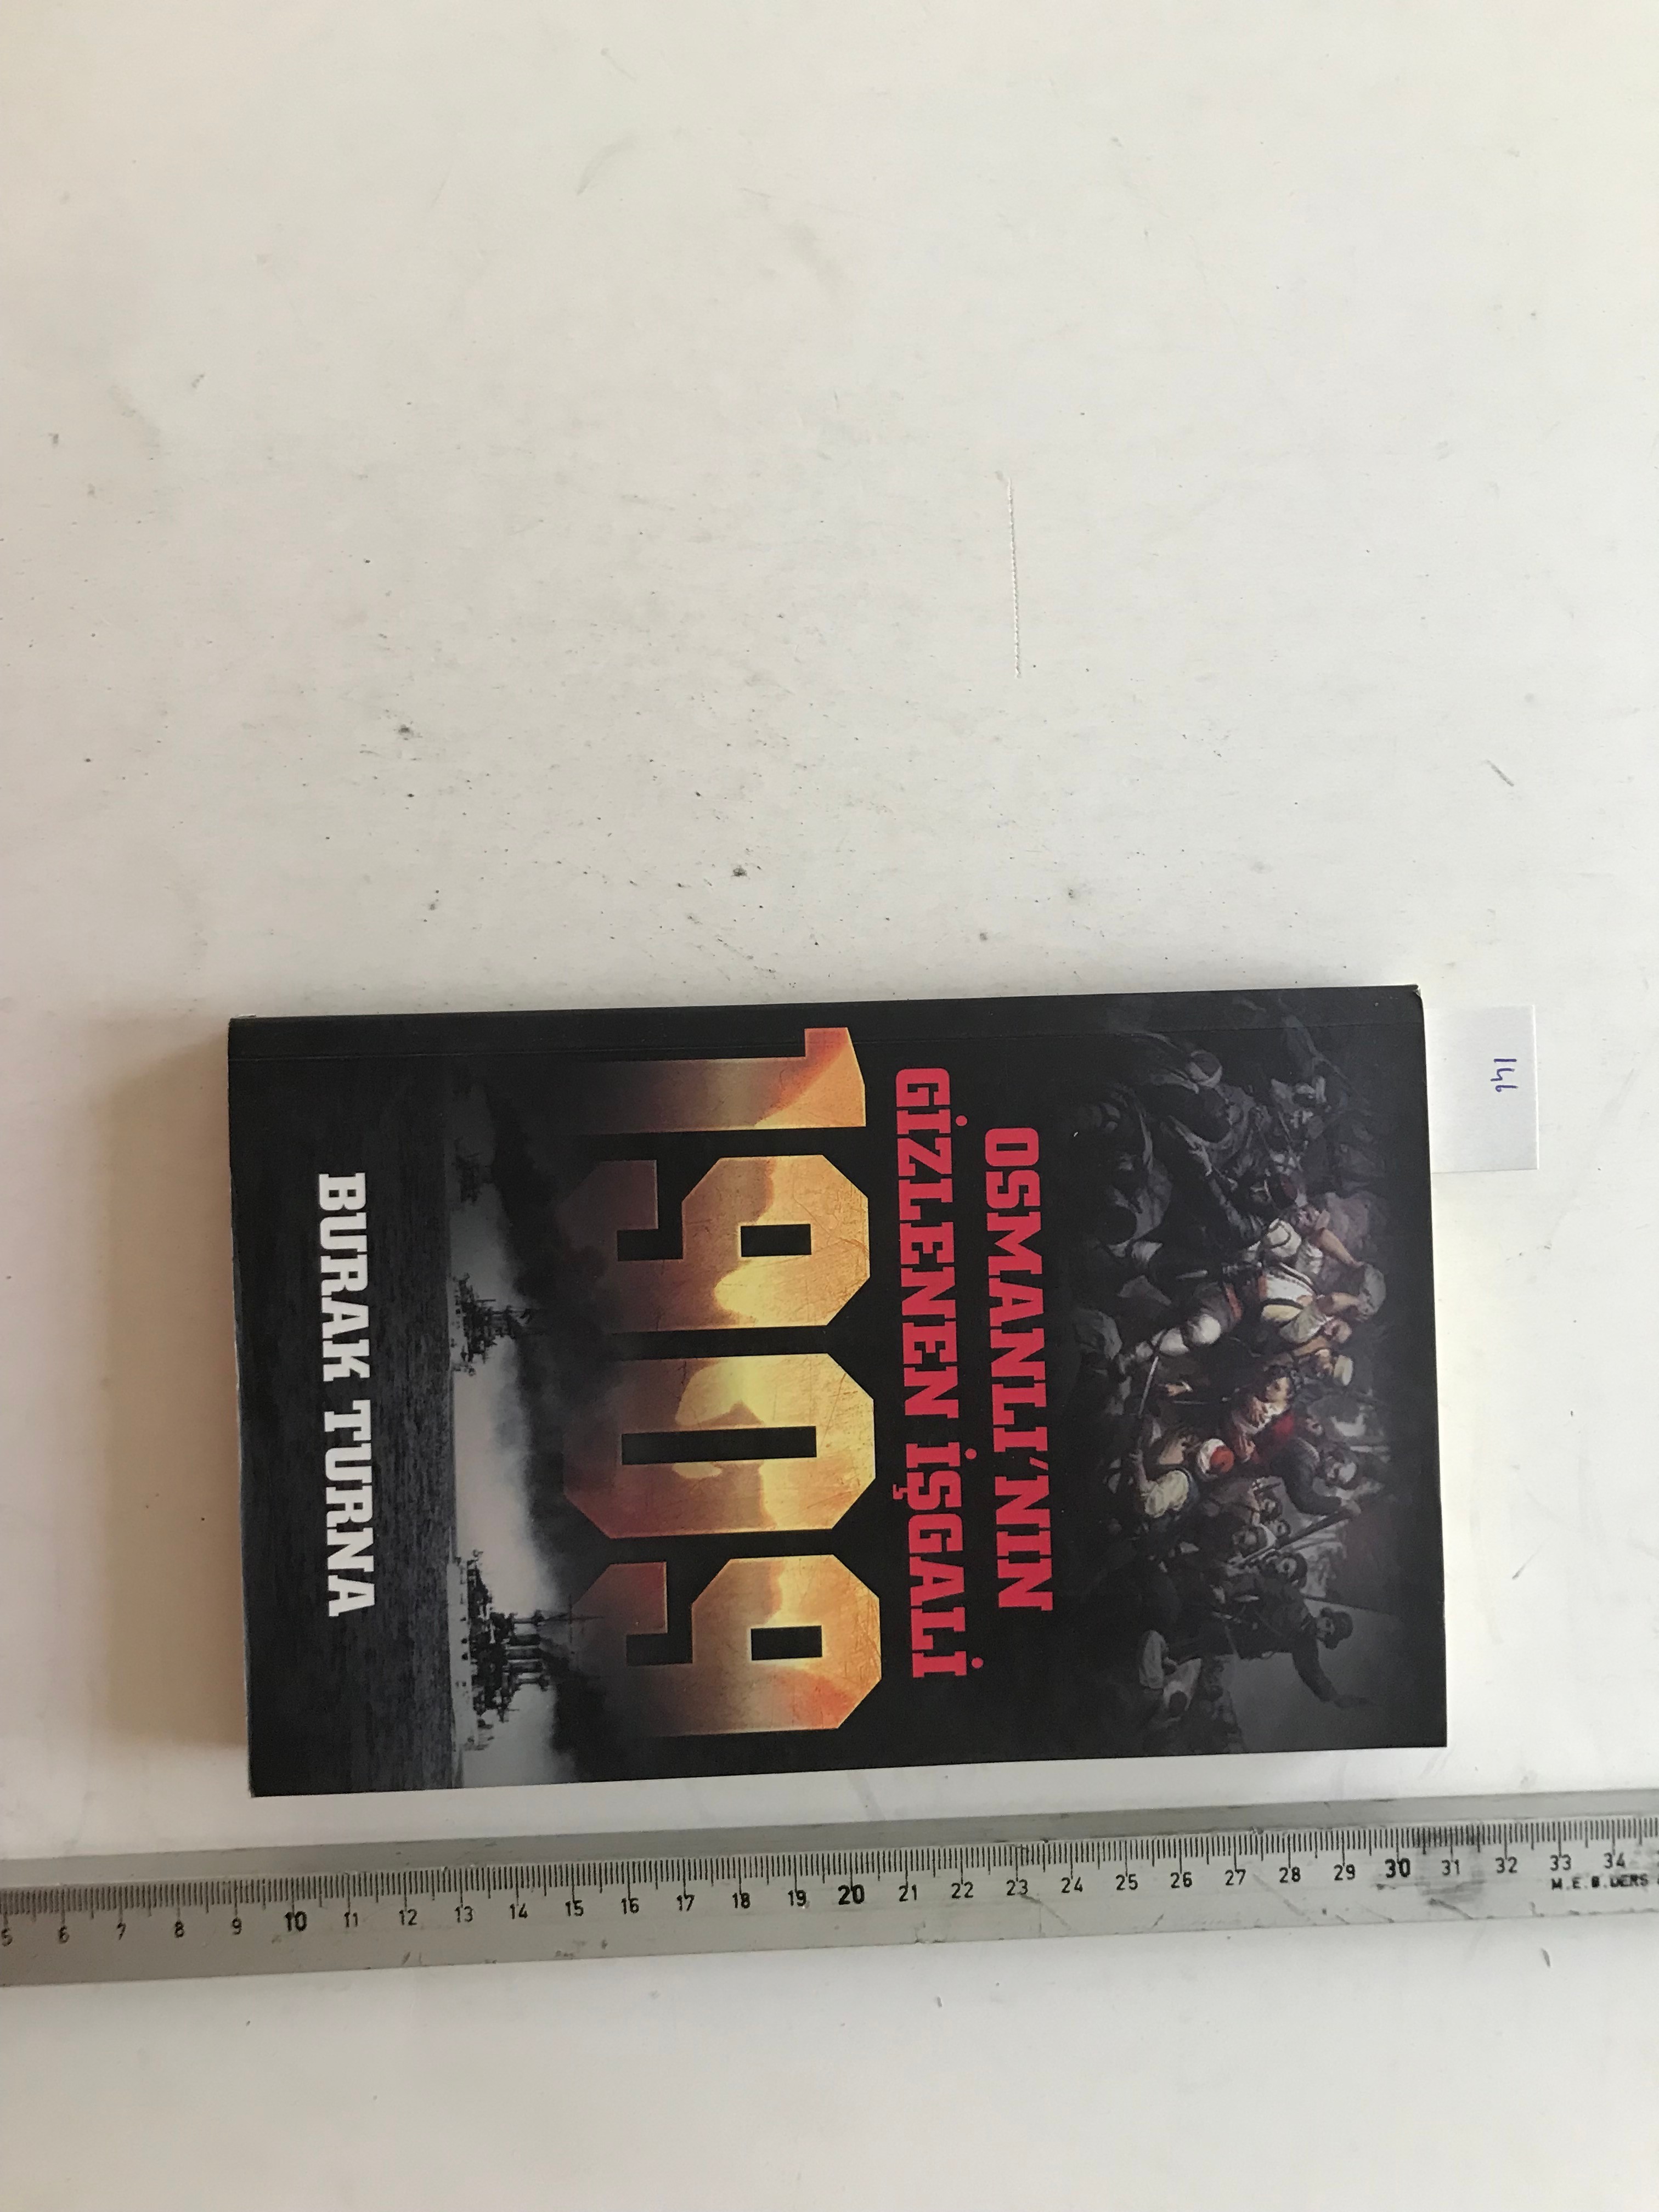 146
OSMANLI'NIN
GİZLENEN İŞGALİ
1909
BURAK TURNA
5 6 7 8 9 10 11 12 13 14 15 16 17 18 19 20 21 22 23 24 25 26 27 28 29 30 31 32 33 34
M.E.B.DERS